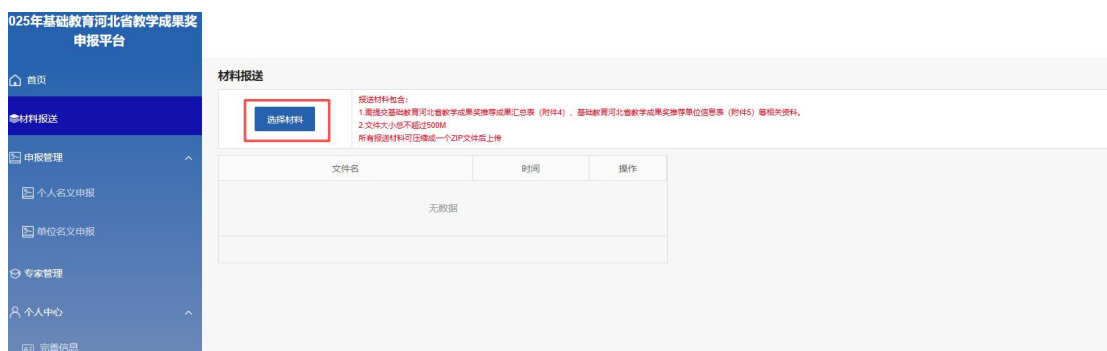 025年基础教育河北省教学成果奖
申报平台
首页
材料报送
申报管理
个人名义申报
单位名义申报
专家管理
个人中心
完善信息
材料报送
选择材料
报送材料包含:
1.需提交基础教育河北省教学成果奖推荐成果汇总表（附件4）、基础教育河北省教学成果奖推荐单位信息表（附件5）等相关资料。
2.文件大小总不超过500M
所有报送材料可压缩成一个ZIP文件后上传
文件名 时间 操作
无数据